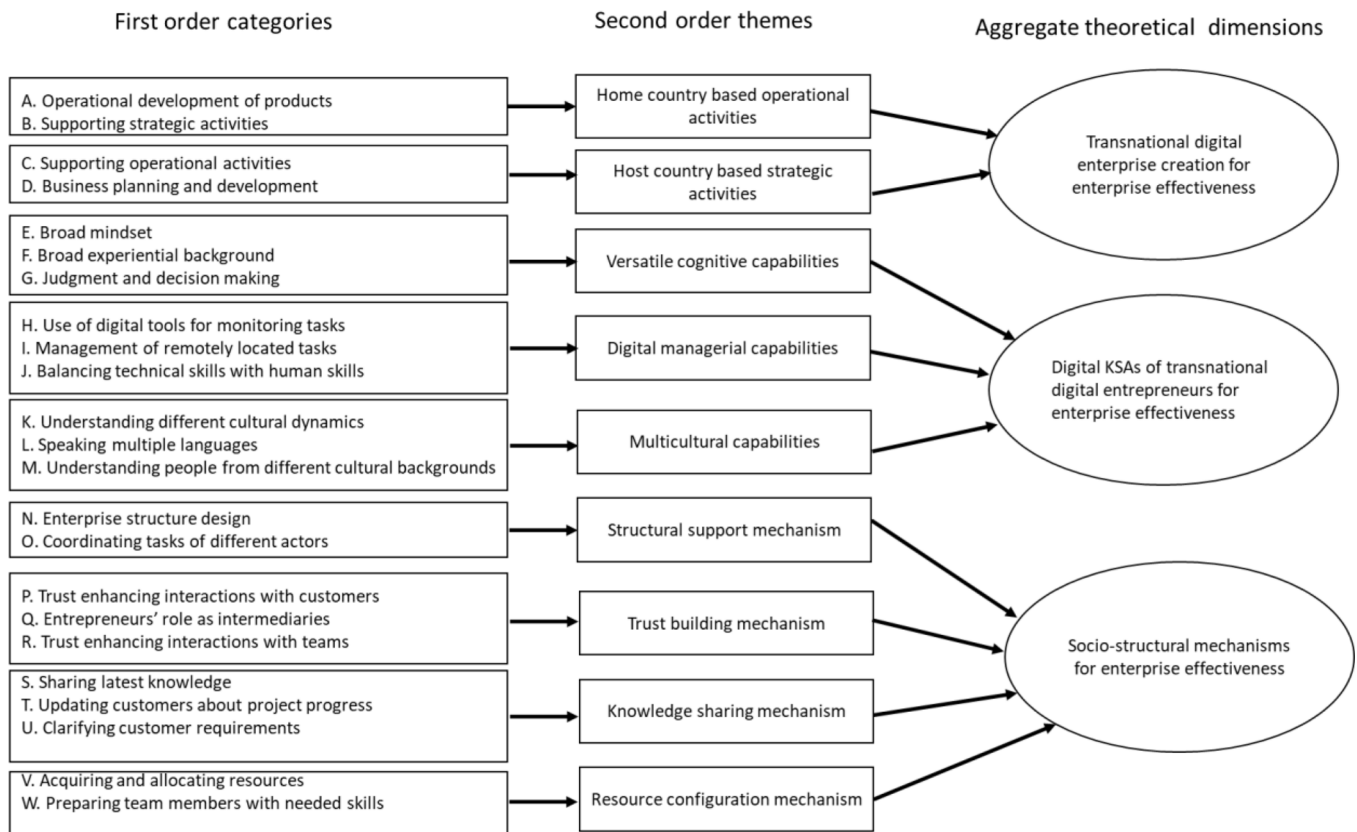 First order categories
Second order themes
Aggregate theoretical dimensions
A. Operational development of products
B. Supporting strategic activities
Home country based operational
activities
Transnational digital
enterprise creation for
enterprise effectiveness
C. Supporting operational activities
D. Business planning and development
Host country based strategic
activities
E. Broad mindset
F. Broad experiential background
G. Judgment and decision making
Versatile cognitive capabilities
H. Use of digital tools for monitoring tasks
I. Management of remotely located tasks
J. Balancing technical skills with human skills
Digital managerial capabilities
Digital KSAs of transnational
digital entrepreneurs for
enterprise effectiveness
K. Understanding different cultural dynamics
L. Speaking multiple languages
M. Understanding people from different cultural backgrounds
Multicultural capabilities
N. Enterprise structure design
O. Coordinating tasks of different actors
Structural support mechanism
P. Trust enhancing interactions with customers
Q. Entrepreneurs’ role as intermediaries
R. Trust enhancing interactions with teams
Trust building mechanism
Socio-structural mechanisms
for enterprise effectiveness
S. Sharing latest knowledge
T. Updating customers about project progress
U. Clarifying customer requirements
Knowledge sharing mechanism
V. Acquiring and allocating resources
W. Preparing team members with needed skills
Resource configuration mechanism